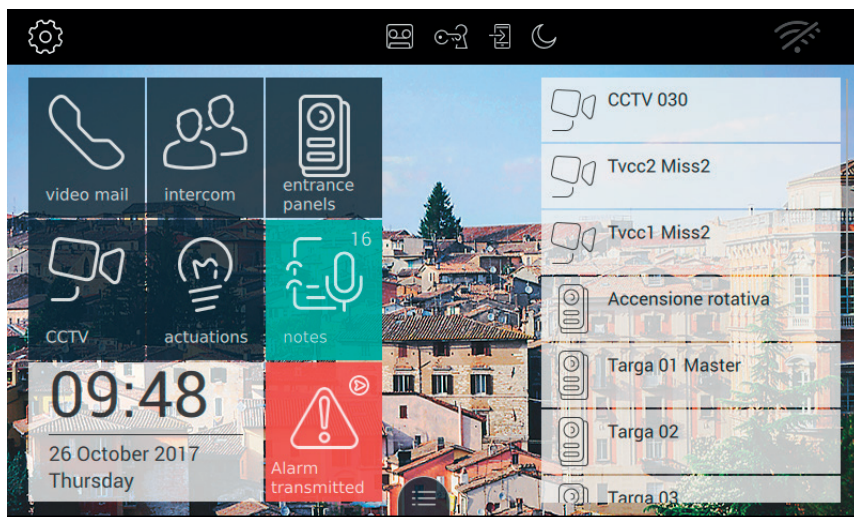 video mail
intercom
entrance
panels
CCTV
actuations
16
notes
09:48
26 October 2017
Thursday
Alarm
transmitted
CCTV 030
Tvcc2 Miss2
Tvcc1 Miss2
Accensione rotativa
Targa 01 Master
Targa 02
Targa 03